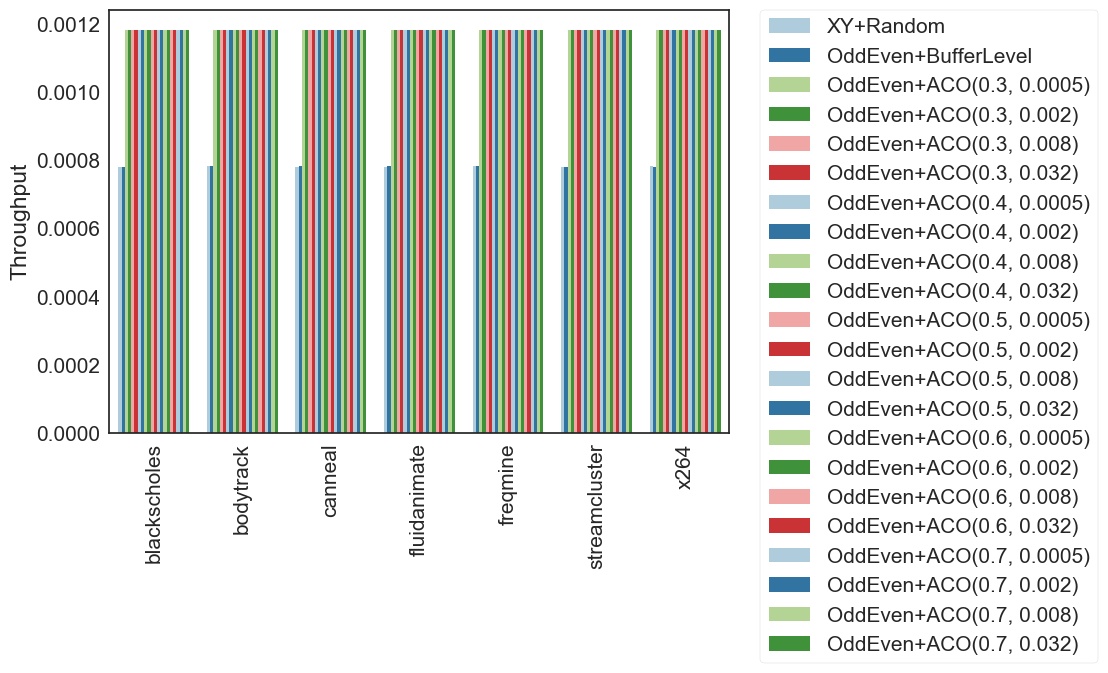 0.0012
0.0010
0.0008
0.0006
0.0004
0.0002
0.0000
Throughput
blackscholes
bodytrack
canneal
fluidanimate
freqmine
streamcluster
x264
XY+Random
OddEven+BufferLevel
OddEven+ACO(0.3, 0.0005)
OddEven+ACO(0.3, 0.002)
OddEven+ACO(0.3, 0.008)
OddEven+ACO(0.3, 0.032)
OddEven+ACO(0.4, 0.0005)
OddEven+ACO(0.4, 0.002)
OddEven+ACO(0.4, 0.008)
OddEven+ACO(0.4, 0.032)
OddEven+ACO(0.5, 0.0005)
OddEven+ACO(0.5, 0.002)
OddEven+ACO(0.5, 0.008)
OddEven+ACO(0.5, 0.032)
OddEven+ACO(0.6, 0.0005)
OddEven+ACO(0.6, 0.002)
OddEven+ACO(0.6, 0.008)
OddEven+ACO(0.6, 0.032)
OddEven+ACO(0.7, 0.0005)
OddEven+ACO(0.7, 0.002)
OddEven+ACO(0.7, 0.008)
OddEven+ACO(0.7, 0.032)